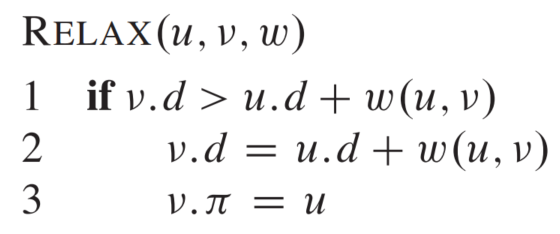 RELAX(u, v, w)
1 if v.d > u.d + w(u, v)
2 v.d = u.d + w(u, v)
3 v.π = u